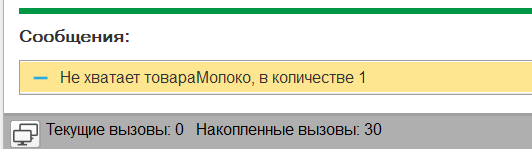 Сообщения:
Не хватает товараМолоко, в количестве 1
Текущие вызовы: 0 Накопленные вызовы: 30